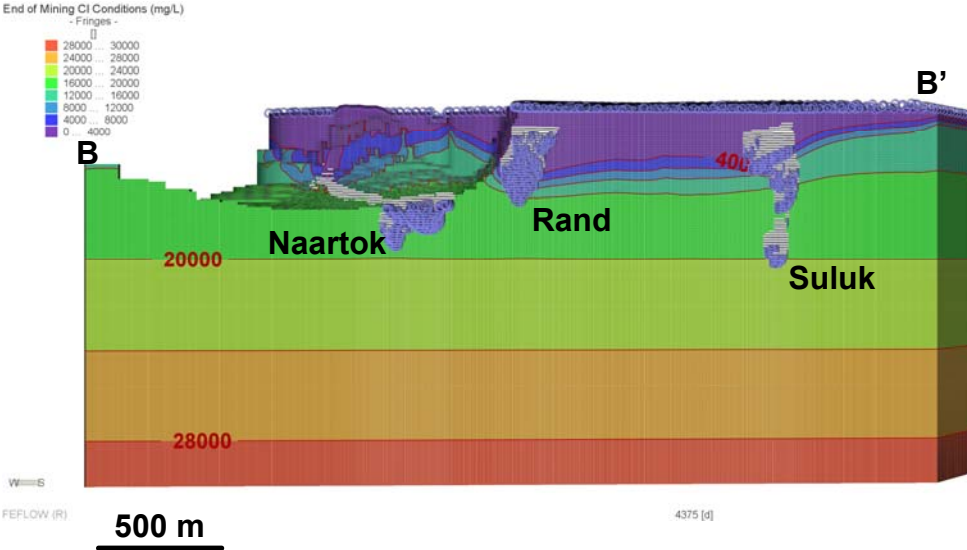 End of Mining Cl Conditions (mg/L)
- Fringes -
[]
28000 ... 30000
24000 ... 28000
20000 ... 24000
16000 ... 20000
12000 ... 16000
8000 ... 12000
4000 ... 8000
0 ... 4000
B
B’
400
Rand
Naartok
20000
Suluk
28000
W S
FEFLOW (R)
4375 [d]
500 m